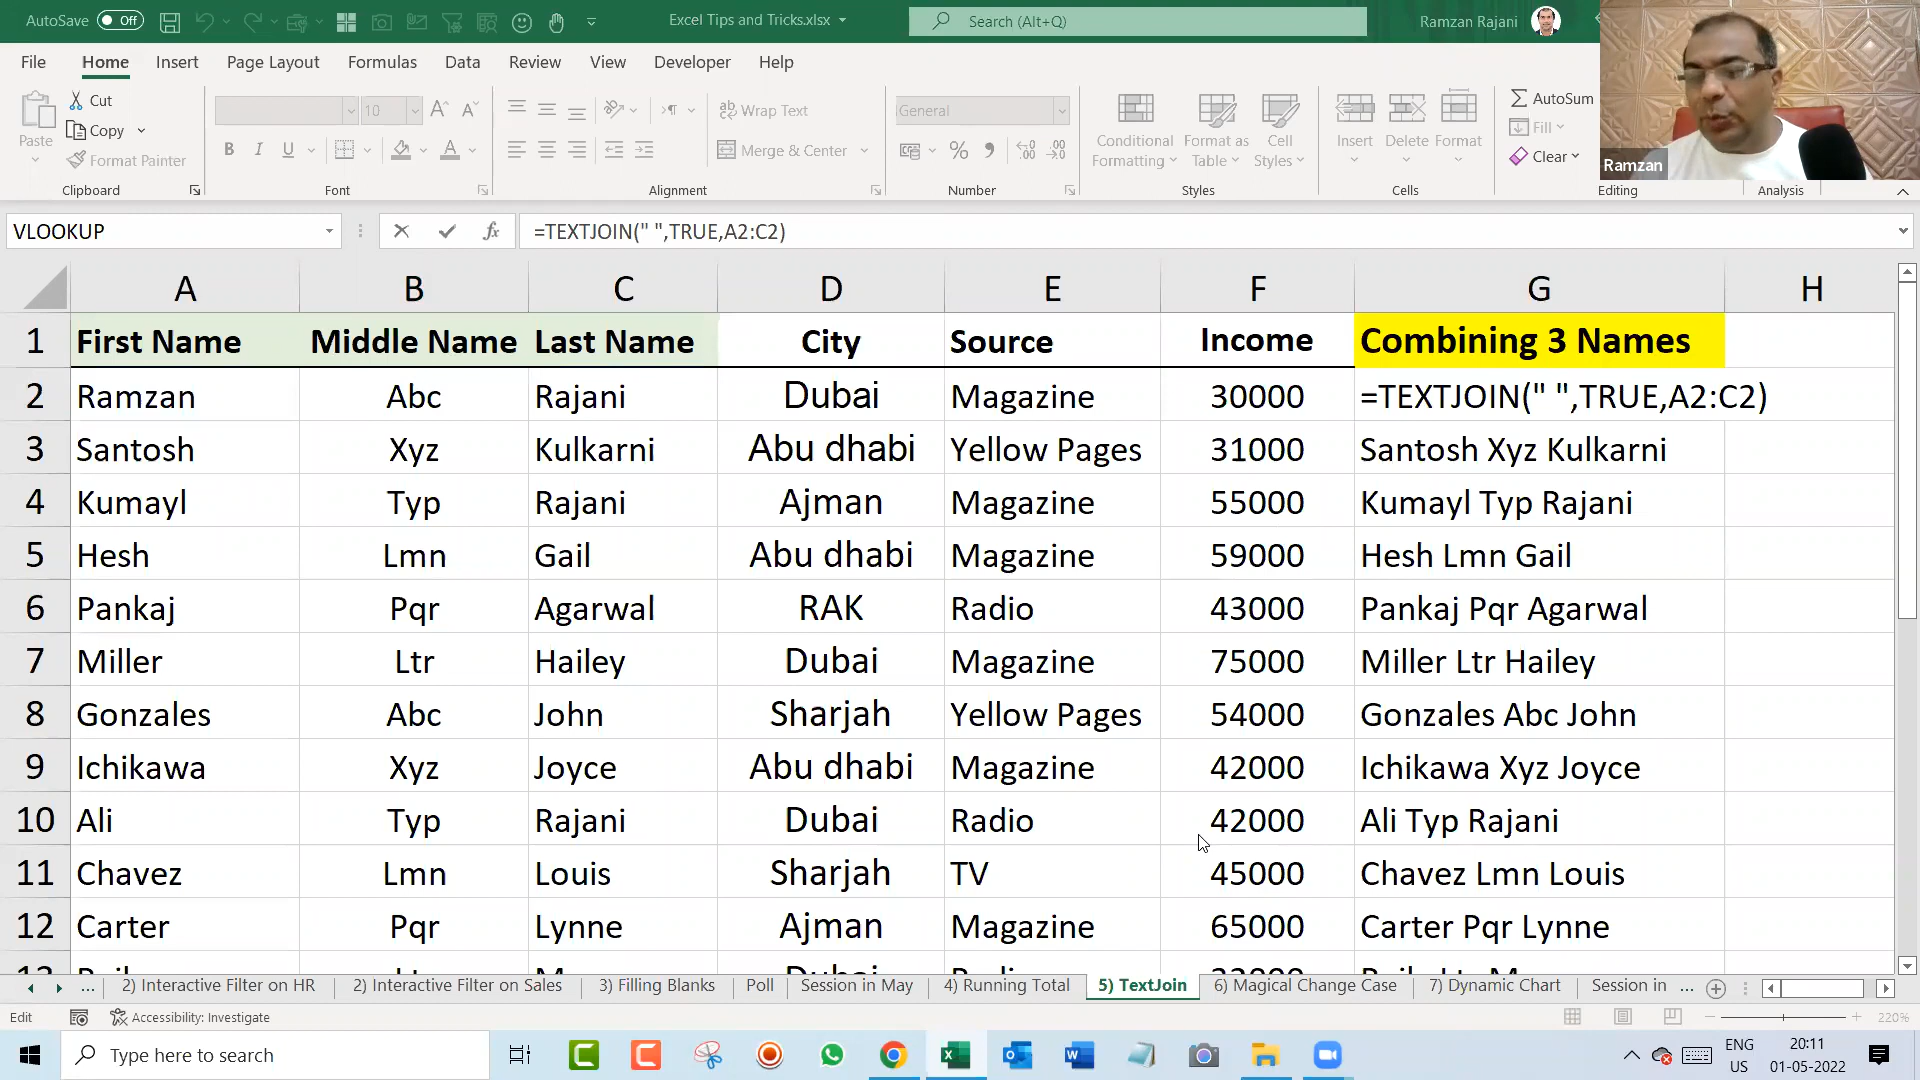 AutoSave Off Excel Tips and Tricks.xlsx Search (Alt+Q) Ramzan Rajani
File Home Insert Page Layout Formulas Data Review View Developer Help
Paste Cut Copy Format Painter
10 B I U
Wrap Text
Merge & Center
General % 9
Conditional Formatting Format as Table Cell Styles
Insert Delete Format
AutoSum Fill Clear
Ramzan
Clipboard Font Alignment Number Styles Cells Editing Analysis
VLOOKUP fx =TEXTJOIN(" ",TRUE,A2:C2)
A B C D E F G H
1 First Name Middle Name Last Name City Source Income Combining 3 Names
2 Ramzan Abc Rajani Dubai Magazine 30000 =TEXTJOIN(" ",TRUE,A2:C2)
3 Santosh Xyz Kulkarni Abu dhabi Yellow Pages 31000 Santosh Xyz Kulkarni
4 Kumayl Typ Rajani Ajman Magazine 55000 Kumayl Typ Rajani
5 Hesh Lmn Gail Abu dhabi Magazine 59000 Hesh Lmn Gail
6 Pankaj Pqr Agarwal RAK Radio 43000 Pankaj Pqr Agarwal
7 Miller Ltr Hailey Dubai Magazine 75000 Miller Ltr Hailey
8 Gonzales Abc John Sharjah Yellow Pages 54000 Gonzales Abc John
9 Ichikawa Xyz Joyce Abu dhabi Magazine 42000 Ichikawa Xyz Joyce
10 Ali Typ Rajani Dubai Radio 42000 Ali Typ Rajani
11 Chavez Lmn Louis Sharjah TV 45000 Chavez Lmn Louis
12 Carter Pqr Lynne Ajman Magazine 65000 Carter Pqr Lynne
... 2) Interactive Filter on HR 2) Interactive Filter on Sales 3) Filling Blanks Poll Session in May 4) Running Total 5) TextJoin 6) Magical Change Case 7) Dynamic Chart Session in ...
Edit Accessibility: Investigate 220%
Type here to search ENG US 20:11 01-05-2022